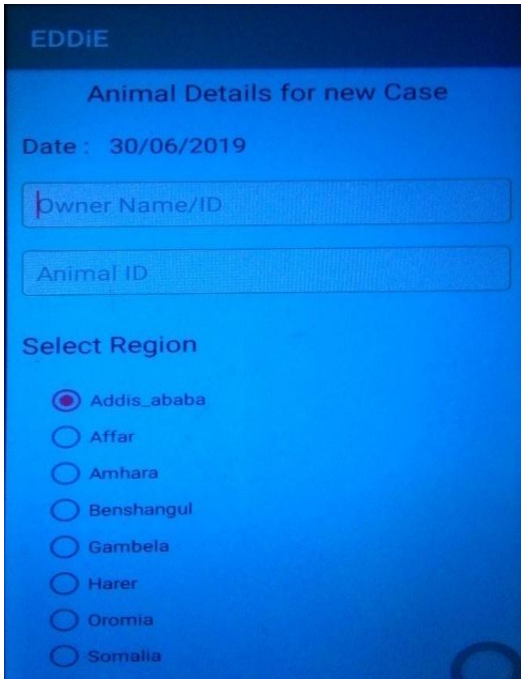 EDDiE
Animal Details for new Case
Date : 30/06/2019
Owner Name/ID
Animal ID
Select Region
Addis_ababa
Affar
Amhara
Benshangul
Gambela
Harer
Oromia
Somalia